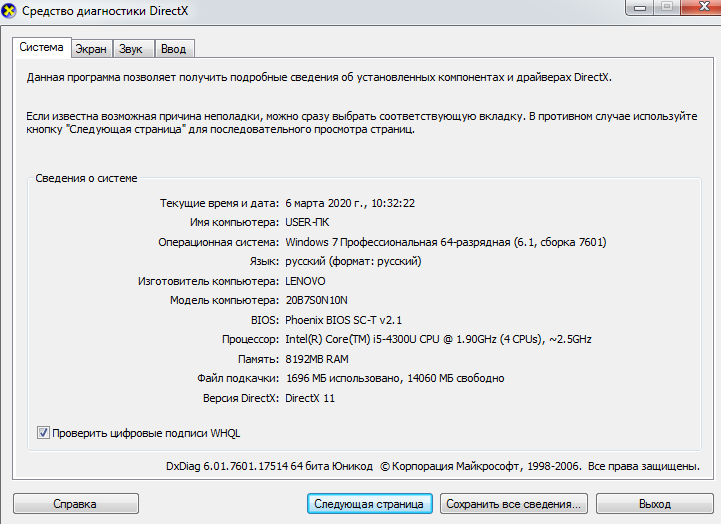 Средство диагностики DirectX
Система Экран Звук Ввод
Данная программа позволяет получить подробные сведения об установленных компонентах и драйверах DirectX.
Если известна возможная причина неполадки, можно сразу выбрать соответствующую вкладку. В противном случае используйте
кнопку "Следующая страница" для последовательного просмотра страниц.
Сведения о системе
Текущие время и дата: 6 марта 2020 г., 10:32:22
Имя компьютера: USER-ПК
Операционная система: Windows 7 Профессиональная 64-разрядная (6.1, сборка 7601)
Язык: русский (формат: русский)
Изготовитель компьютера: LENOVO
Модель компьютера: 20B7S0N10N
BIOS: Phoenix BIOS SC-T v2.1
Процессор: Intel(R) Core(TM) i5-4300U CPU @ 1.90GHz (4 CPUs), ~2.5GHz
Память: 8192MB RAM
Файл подкачки: 1696 МБ использовано, 14060 МБ свободно
Версия DirectX: DirectX 11
Проверить цифровые подписи WHQL
DxDiag 6.01.7601.17514 64 бита Юникод © Корпорация Майкрософт, 1998-2006. Все права защищены.
Справка Следующая страница Сохранить все сведения... Выход